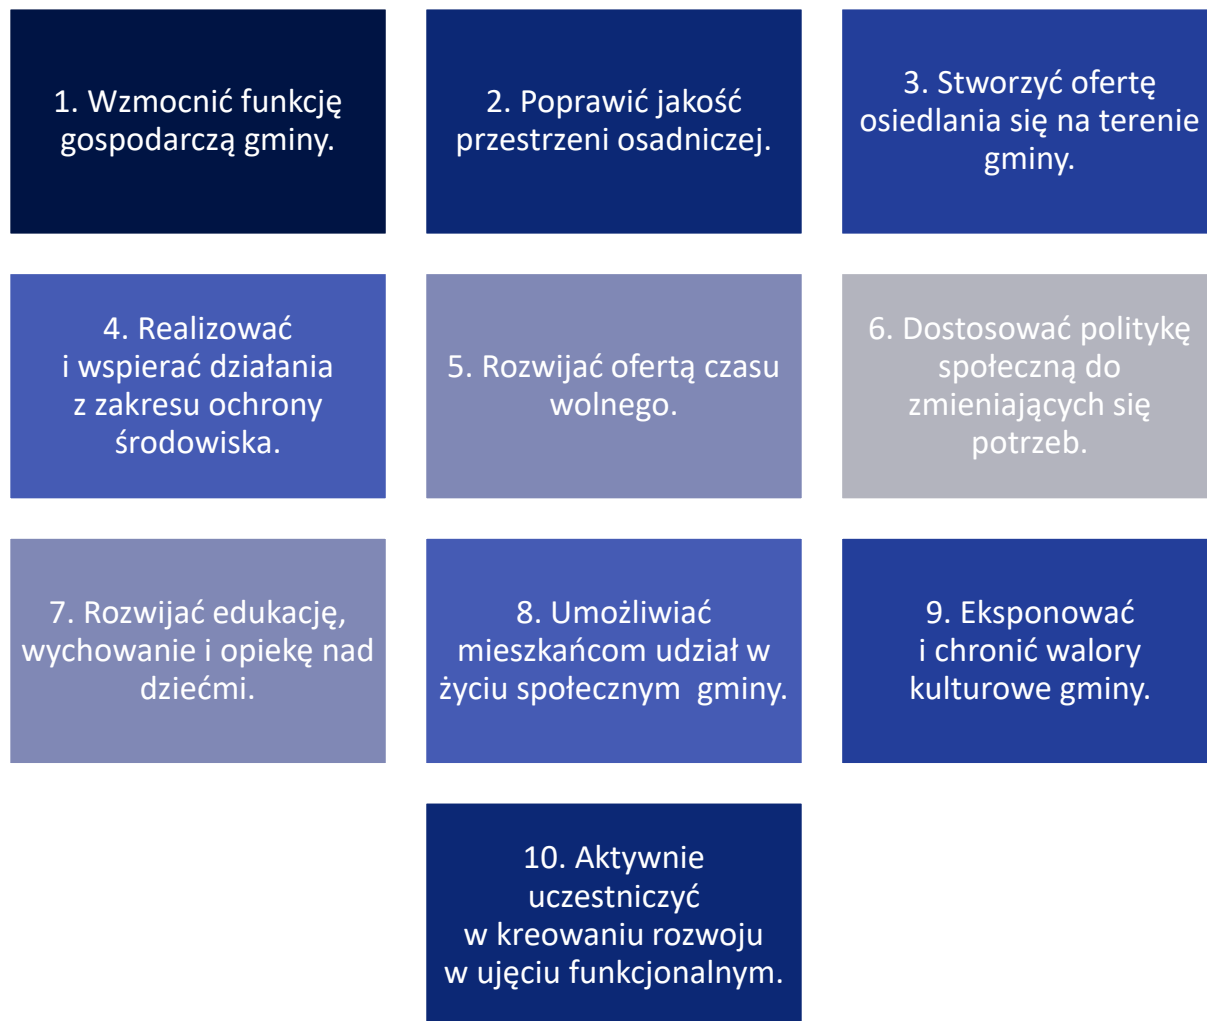 1. Wzmocnić funkcję
gospodarczą gminy.
2. Poprawić jakość
przestrzeni osadniczej.
3. Stworzyć ofertę
osiedlania się na terenie
gminy.
4. Realizować
i wspierać działania
z zakresu ochrony
środowiska.
5. Rozwijać ofertą czasu
wolnego.
6. Dostosować politykę
społeczną do
zmieniających się
potrzeb.
7. Rozwijać edukację,
wychowanie i opiekę nad
dziećmi.
8. Umożliwiać
mieszkańcom udział w
życiu społecznym  gminy.
9. Eksponować
i chronić walory
kulturowe gminy.
10. Aktywnie
uczestniczyć
w kreowaniu rozwoju
w ujęciu funkcjonalnym.